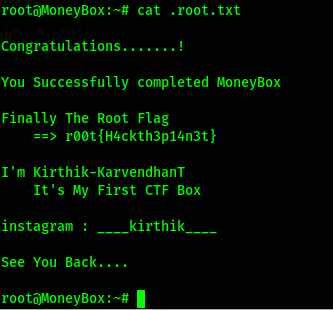 root@MoneyBox:~# cat .root.txt
Congratulations.......!
You Successfully completed MoneyBox
Finally The Root Flag
==> r00t{H4ckth3p14n3t}
I'm Kirthik-KarvendhanT
It's My First CTF Box
instagram : ____kirthik____
See You Back....
root@MoneyBox:~#